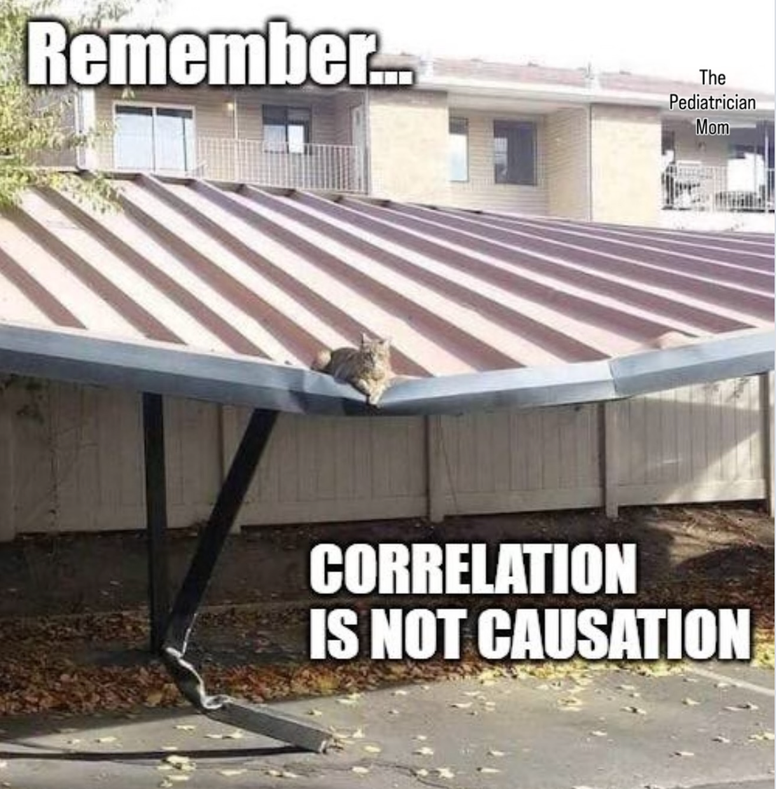 Remember...
The
Pediatrician
Mom
CORRELATION
IS NOT CAUSATION